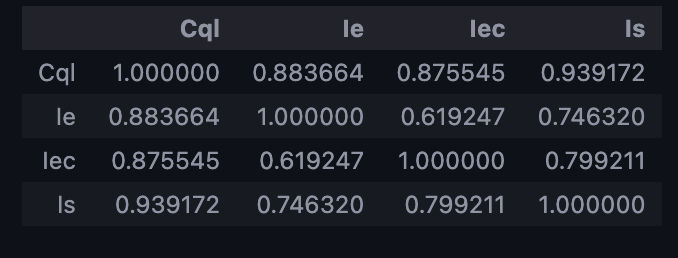 Cql Ie Iec Is
Cql 1.000000 0.883664 0.875545 0.939172
Ie 0.883664 1.000000 0.619247 0.746320
Iec 0.875545 0.619247 1.000000 0.799211
Is 0.939172 0.746320 0.799211 1.000000